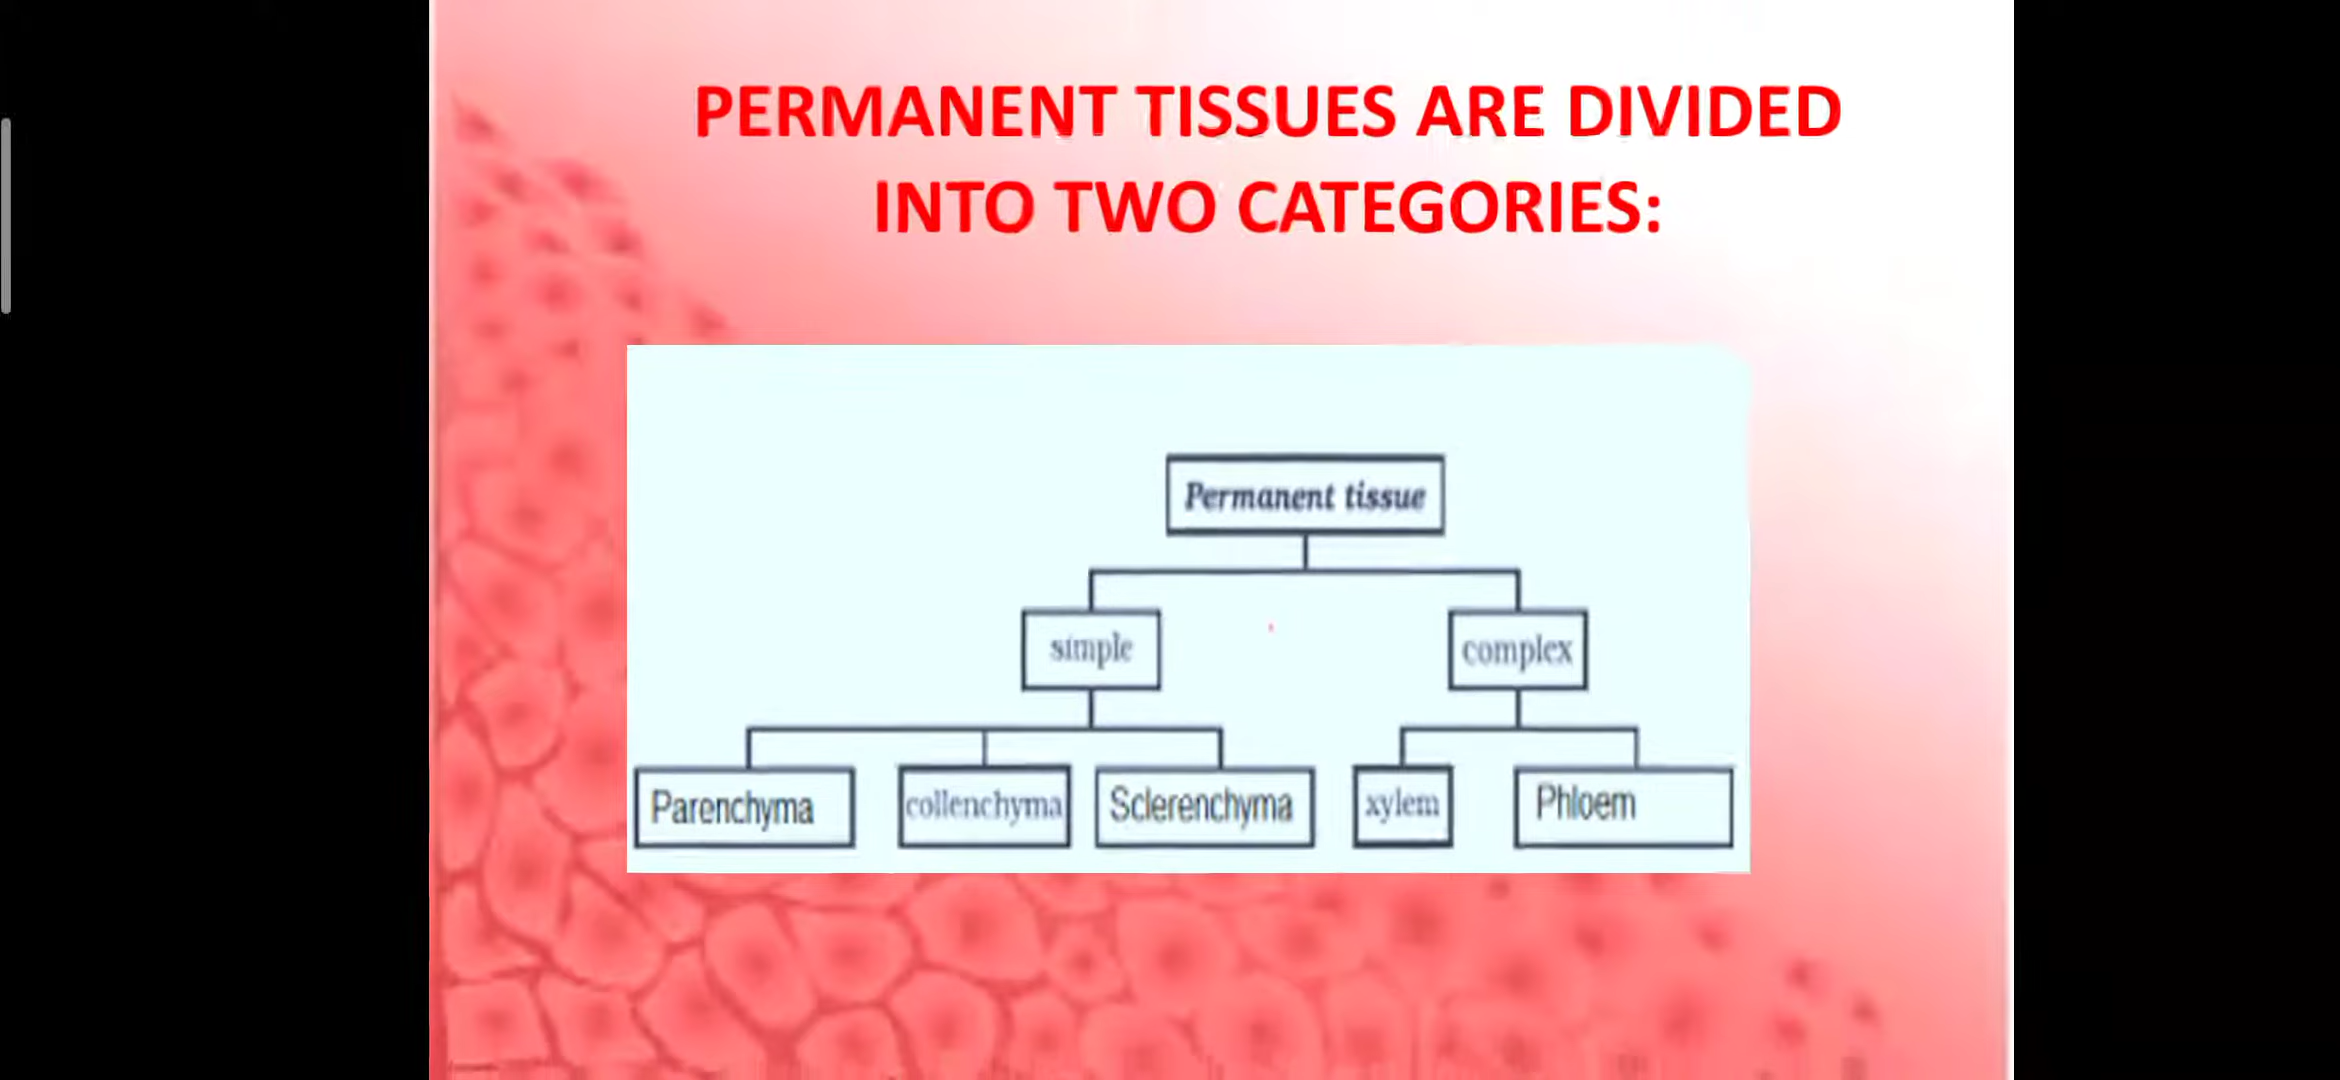 PERMANENT TISSUES ARE DIVIDED
INTO TWO CATEGORIES:
Permanent tissue
simple
complex
Parenchyma
collenchyma
Sclerenchyma
xylem
Phloem